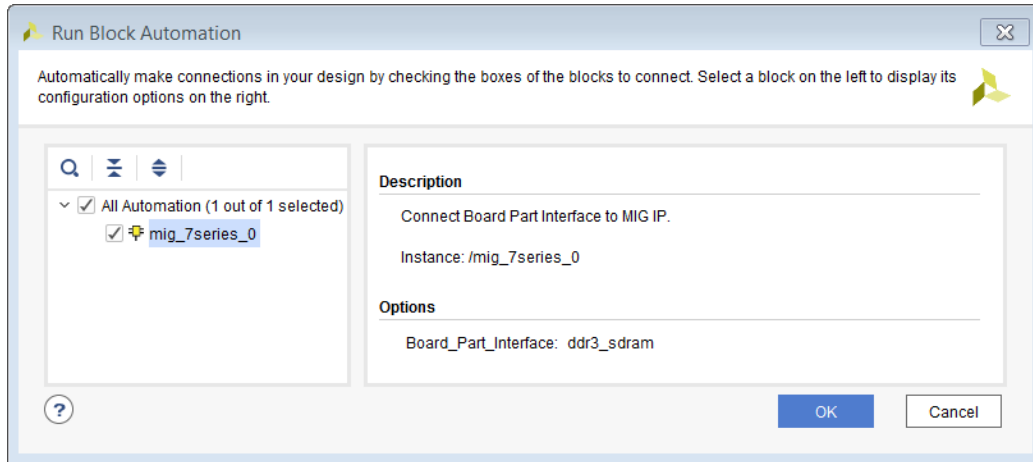 Run Block Automation
Automatically make connections in your design by checking the boxes of the blocks to connect. Select a block on the left to display its
configuration options on the right.
All Automation (1 out of 1 selected)
mig_7series_0
Description
Connect Board Part Interface to MIG IP.
Instance: /mig_7series_0
Options
Board_Part_Interface: ddr3_sdram
?
OK
Cancel